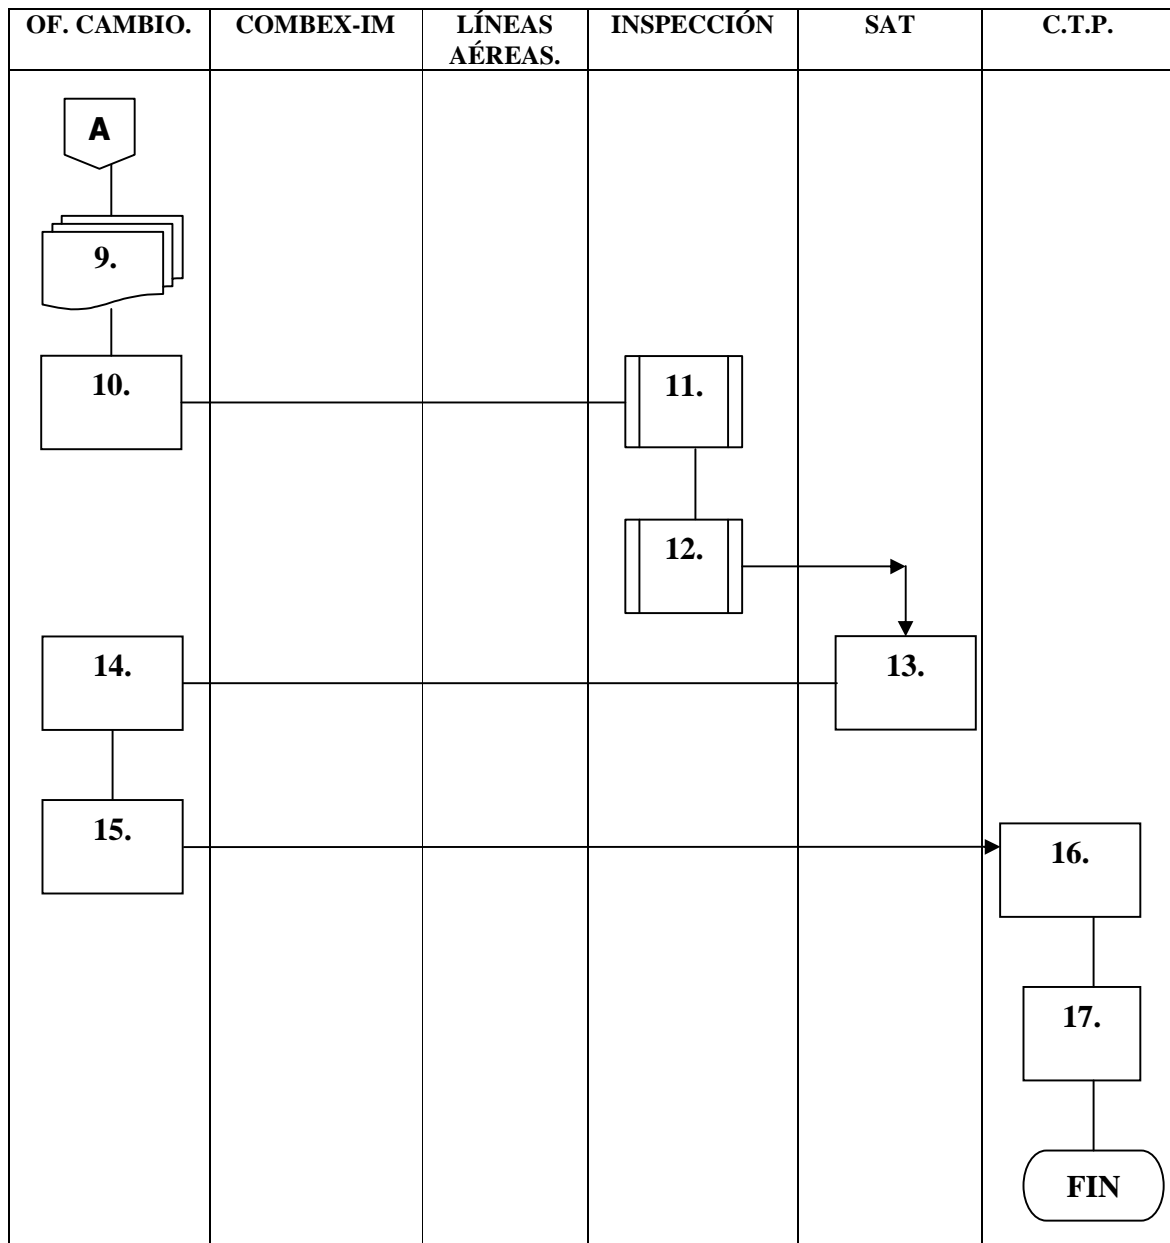 OF. CAMBIO.
COMBEX-IM
LÍNEAS
AÉREAS.
INSPECCIÓN
SAT
C.T.P.
A
9.
10.
11.
12.
14.
13.
15.
16.
17.
FIN